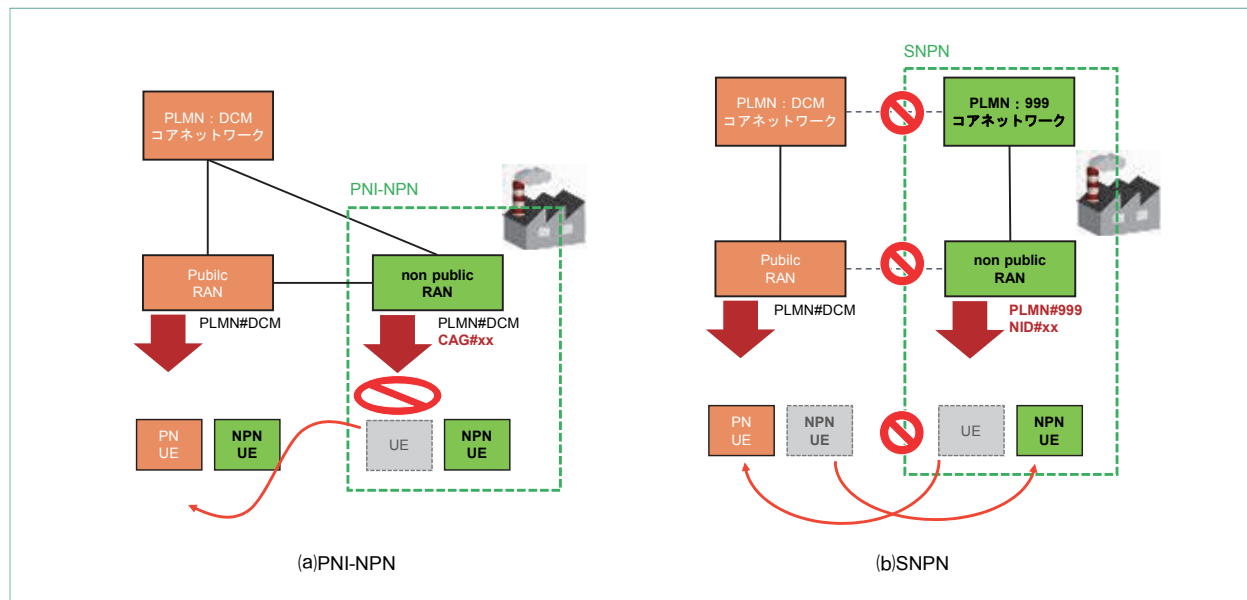 PLMN：DCM
コアネットワーク
PNI-NPN
Pubilc
RAN
non public
RAN
PLMN#DCM
PLMN#DCM
CAG#xx
PN
UE
NPN
UE
UE
NPN
UE
(a)PNI-NPN
SNPN
PLMN：DCM
コアネットワーク
PLMN：999
コアネットワーク
Public
RAN
non public
RAN
PLMN#DCM
PLMN#999
NID#xx
PN
UE
NPN
UE
UE
NPN
UE
(b)SNPN